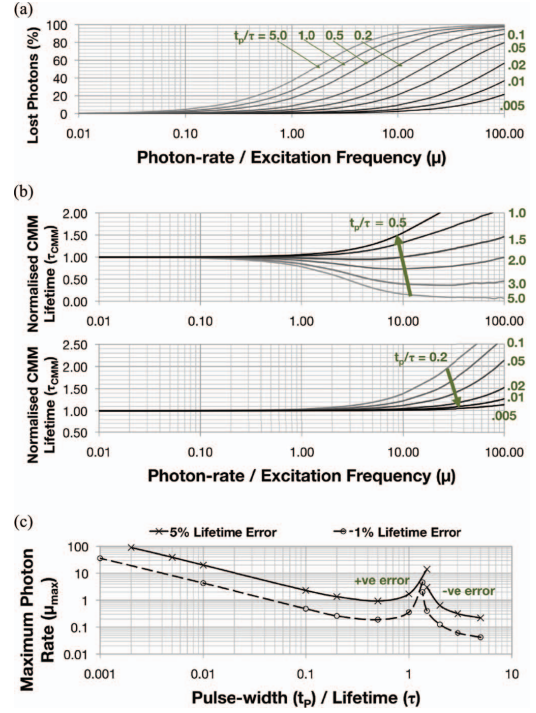 (a)
Lost Photons (%)
100
80
60
40
20
0
tp/τ = 5.0 1.0 0.5 0.2
0.1
.05
.02
.01
.005
0.01 0.10 1.00 10.00 100.00
Photon-rate / Excitation Frequency (μ)
(b)
Normalised CMM
Lifetime (τCMM)
2.00
1.50
1.00
0.50
0.00
tp/τ = 0.5
1.0
1.5
2.0
3.0
5.0
0.01 0.10 1.00 10.00 100.00
Normalised CMM
Lifetime (τCMM)
2.50
2.00
1.50
1.00
0.50
tp/τ = 0.2
0.1
.05
.02
.01
.005
0.01 0.10 1.00 10.00 100.00
Photon-rate / Excitation Frequency (μ)
(c)
5% Lifetime Error
1% Lifetime Error
Maximum Photon
Rate (μmax)
100
10
1
0.1
0.01
+ve error
-ve error
0.001 0.01 0.1 1 10
Pulse-width (tP) / Lifetime (τ)